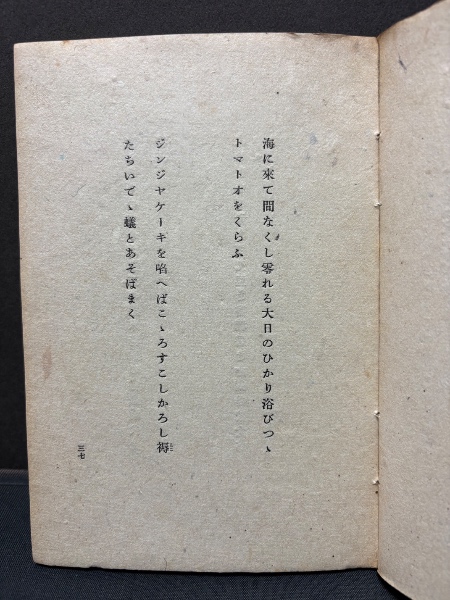 海に來て間なくし零れる大日のひかり浴びつゝ
トマトオをくらふ
ジンジヤケーキを啗へばこゝろすこしかろし褥
たちいでゝ蟻とあそばまく
三七